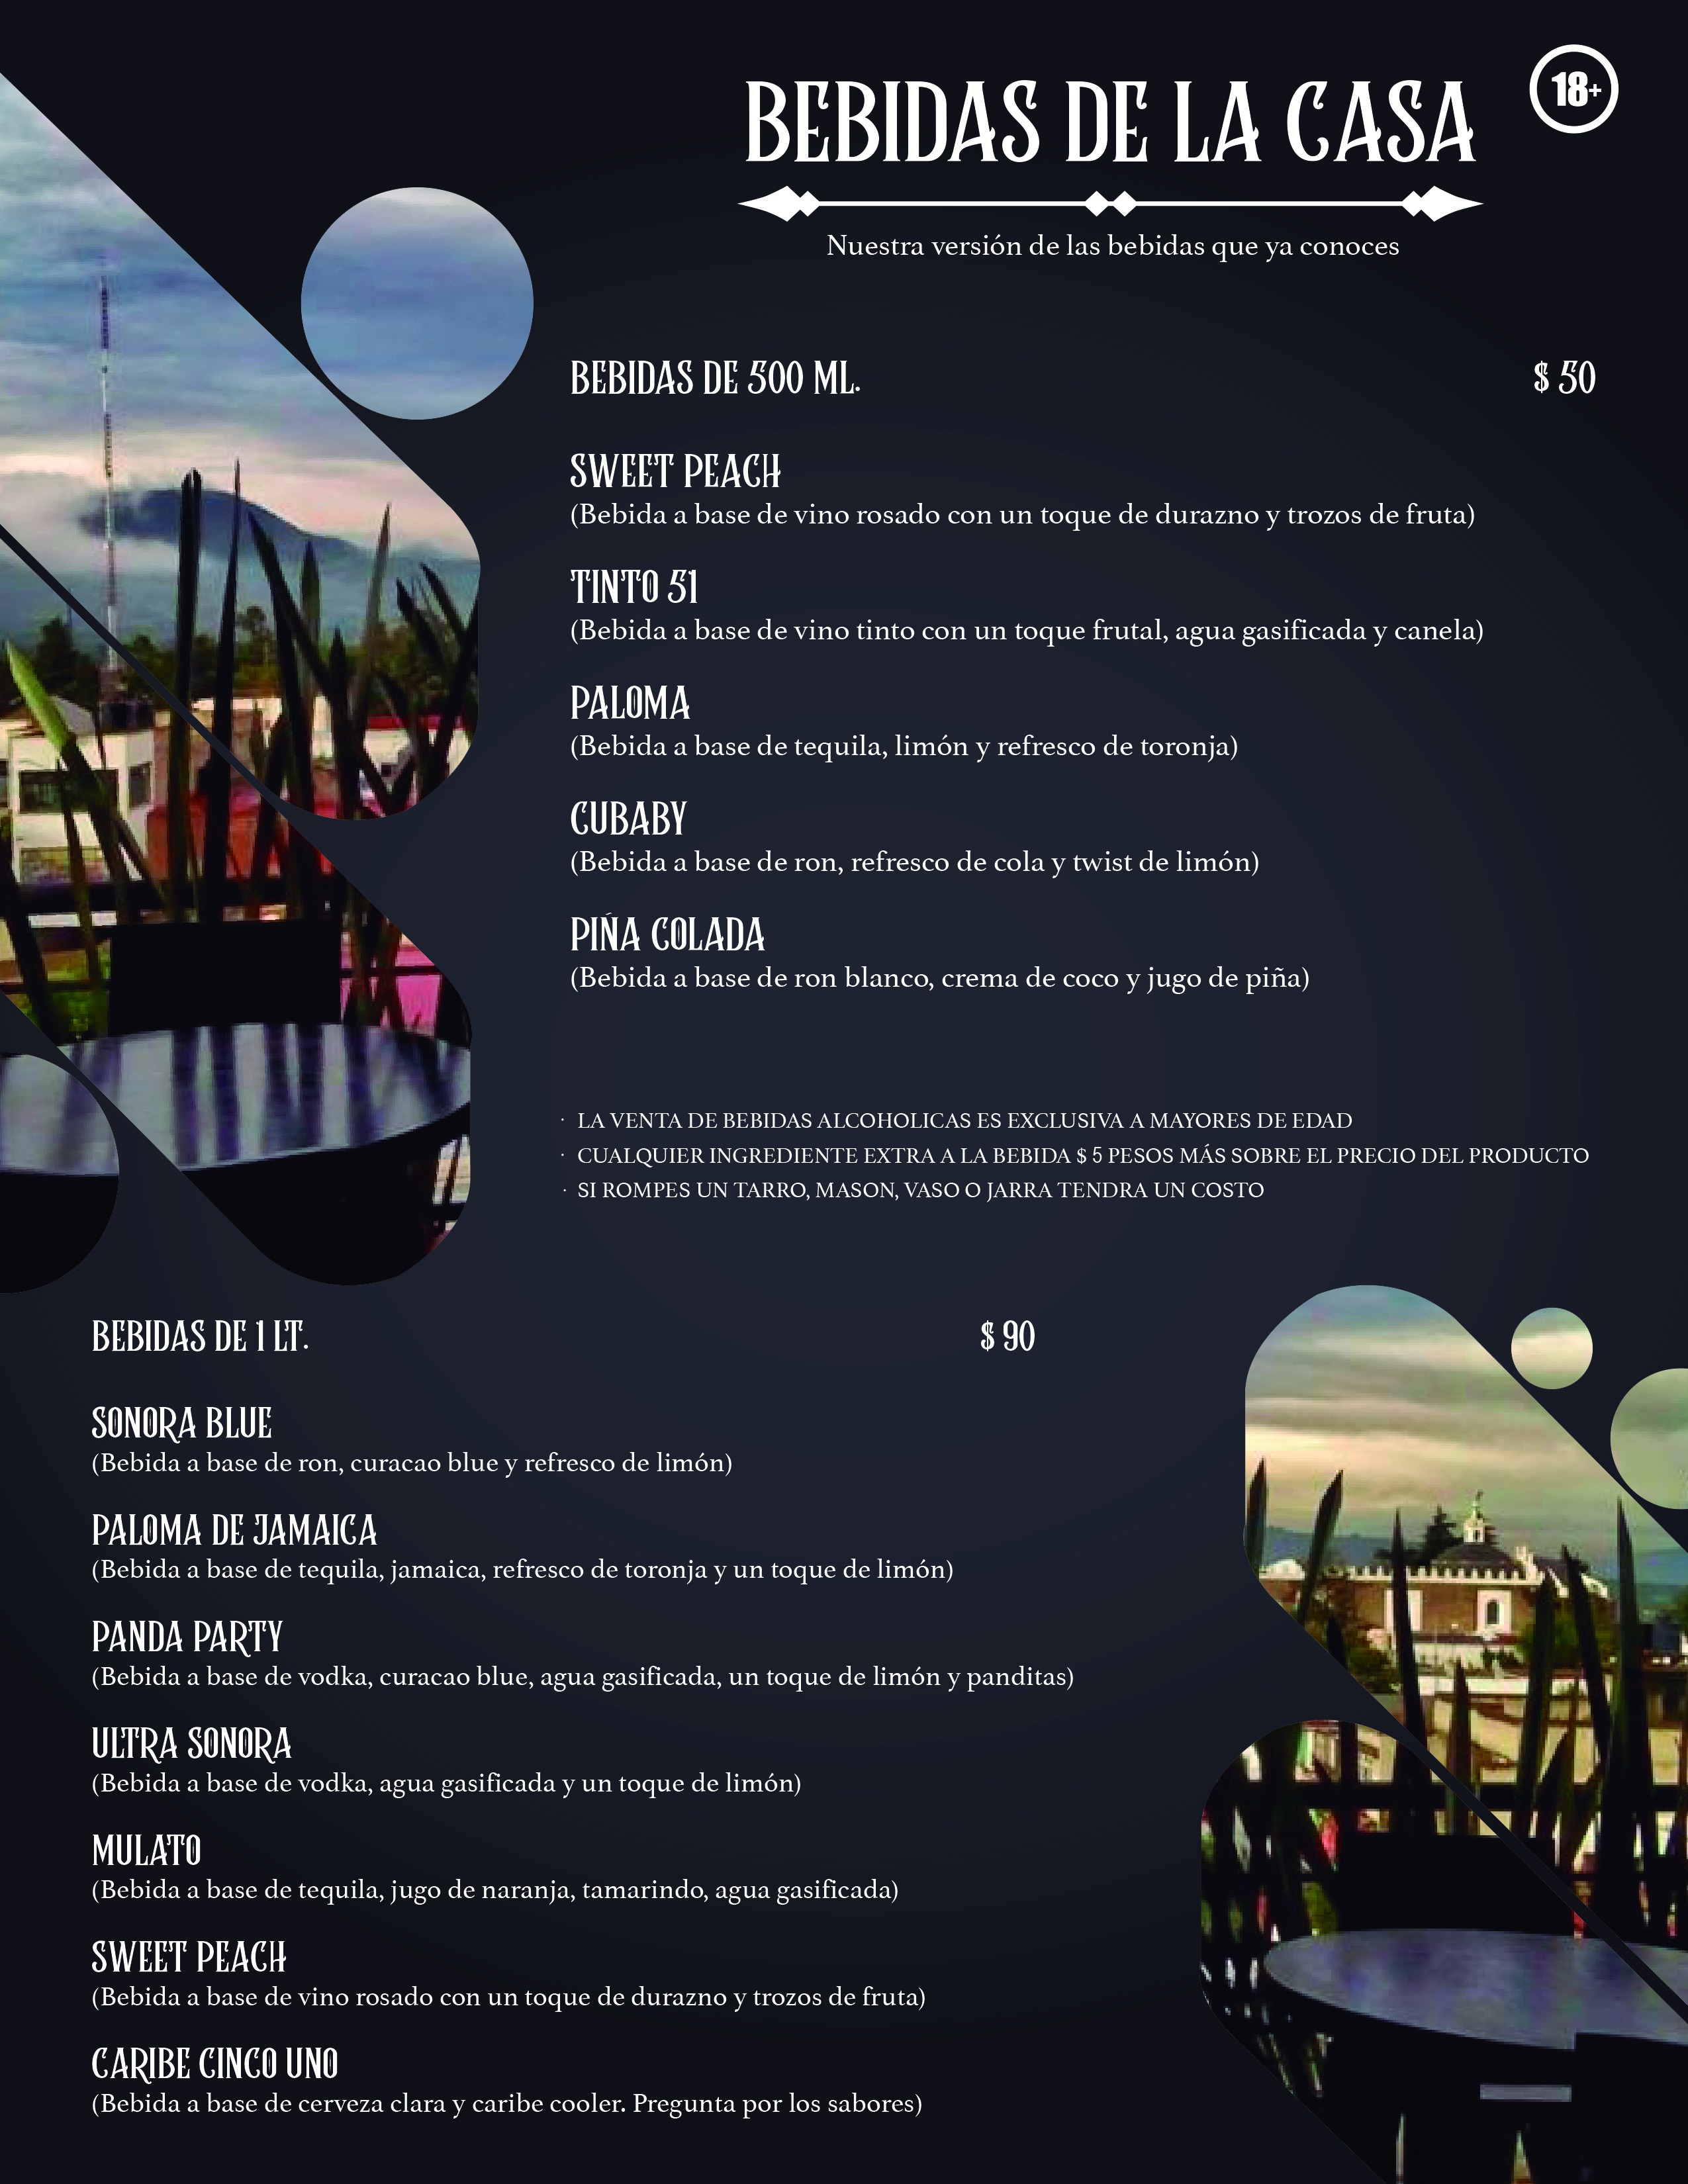 BEBIDAS DE LA CASA
18+
Nuestra versión de las bebidas que ya conoces
BEBIDAS DE 500 ML. $ 50
SWEET PEACH
(Bebida a base de vino rosado con un toque de durazno y trozos de fruta)
TINTO 51
(Bebida a base de vino tinto con un toque frutal, agua gasificada y canela)
PALOMA
(Bebida a base de tequila, limón y refresco de toronja)
CUBABY
(Bebida a base de ron, refresco de cola y twist de limón)
PIÑA COLADA
(Bebida a base de ron blanco, crema de coco y jugo de piña)
· LA VENTA DE BEBIDAS ALCOHOLICAS ES EXCLUSIVA A MAYORES DE EDAD
· CUALQUIER INGREDIENTE EXTRA A LA BEBIDA $ 5 PESOS MÁS SOBRE EL PRECIO DEL PRODUCTO
· SI ROMPES UN TARRO, MASON, VASO O JARRA TENDRA UN COSTO
BEBIDAS DE 1 LT. $ 90
SONORA BLUE
(Bebida a base de ron, curacao blue y refresco de limón)
PALOMA DE JAMAICA
(Bebida a base de tequila, jamaica, refresco de toronja y un toque de limón)
PANDA PARTY
(Bebida a base de vodka, curacao blue, agua gasificada, un toque de limón y panditas)
ULTRA SONORA
(Bebida a base de vodka, agua gasificada y un toque de limón)
MULATO
(Bebida a base de tequila, jugo de naranja, tamarindo, agua gasificada)
SWEET PEACH
(Bebida a base de vino rosado con un toque de durazno y trozos de fruta)
CARIBE CINCO UNO
(Bebida a base de cerveza clara y caribe cooler. Pregunta por los sabores)